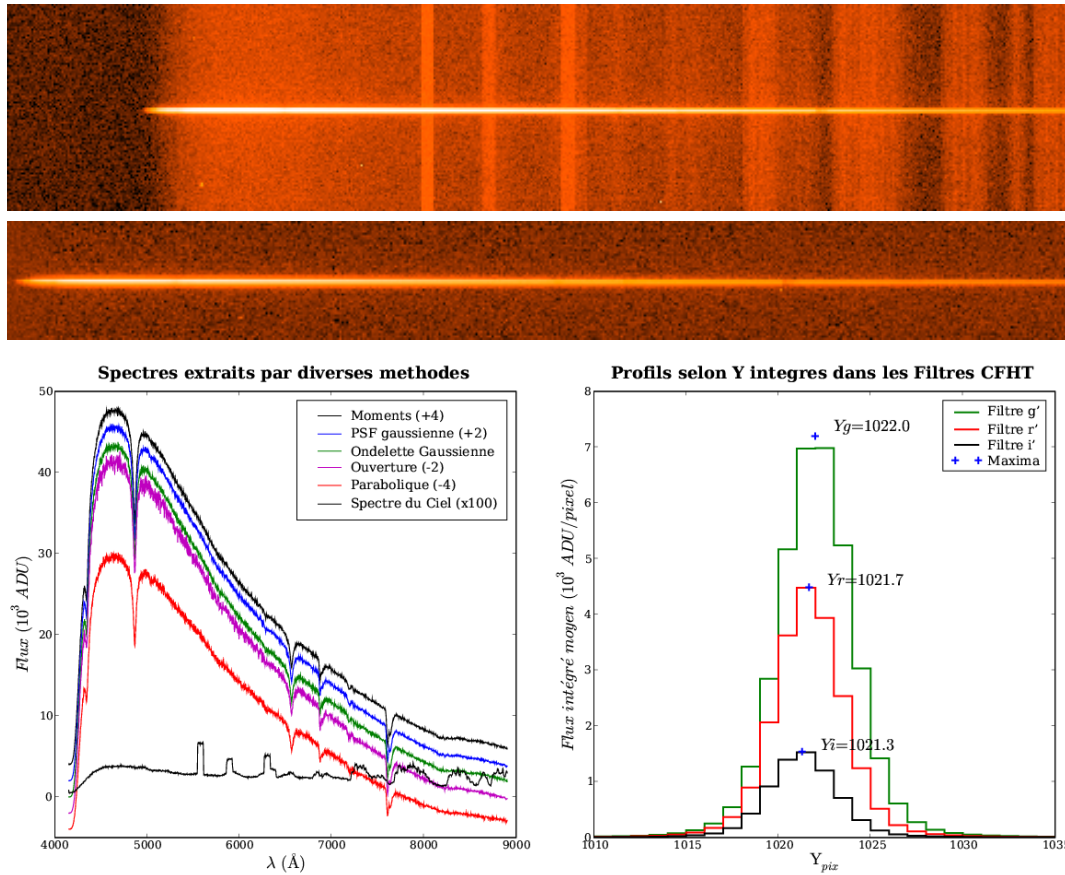 Spectres extraits par diverses methodes
50
40
30
20
10
0
Flux (10³ ADU)
Moments (+4)
PSF gaussienne (+2)
Ondelette Gaussienne
Ouverture (-2)
Parabolique (-4)
Spectre du Ciel (x100)
4000 5000 6000 7000 8000 9000
λ (Å)
Profils selon Y integres dans les Filtres CFHT
8
7
6
5
4
3
2
1
0
Flux intégré moyen (10³ ADU/pixel)
Filtre g’
Filtre r’
Filtre i’
Maxima
Yg=1022.0
Yr=1021.7
Yi=1021.3
1010 1015 1020 1025 1030 1035
Y_pix